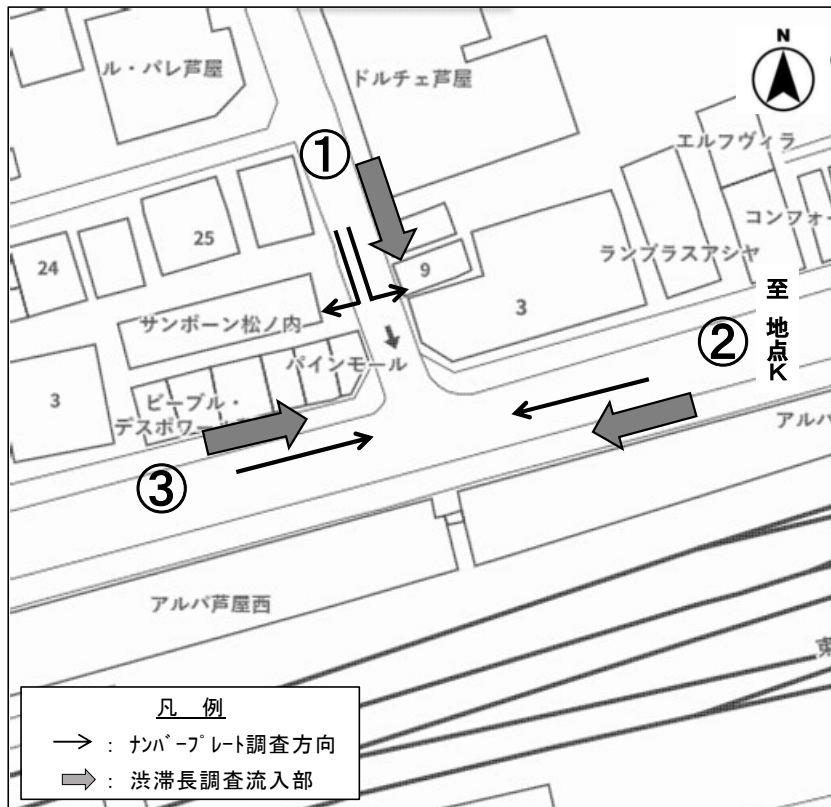 ル・パレ芦屋
ドルチェ芦屋
N
エルフヴィラ
①
コンフォー
25
ランプラスアシヤ
24
9
3
至 地点K
サンボーン松ノ内
②
パインモール
3
ビーブル・
デスポワール
アルパ
③
アルパ芦屋西
東
凡 例
→ : ナンバープレート調査方向
⇨ : 渋滞長調査流入部